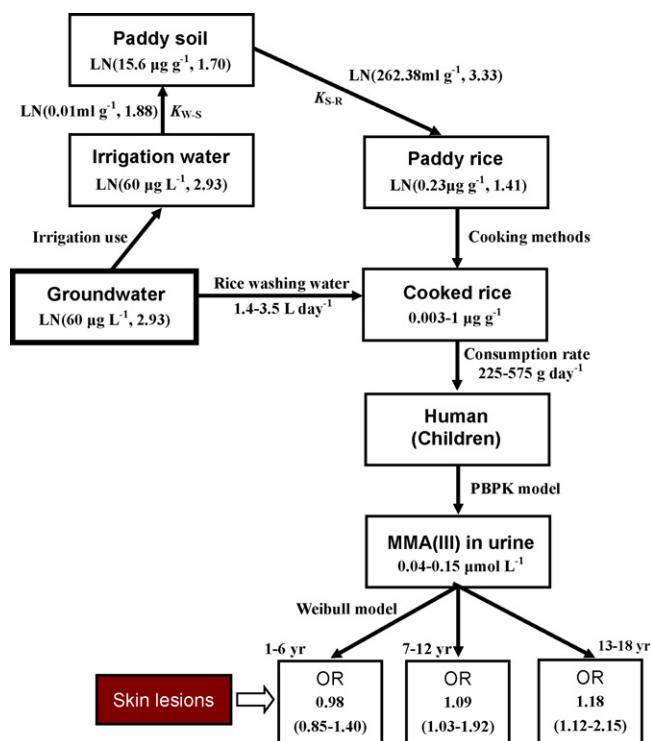 Paddy soil
LN(15.6 µg g⁻¹, 1.70)
LN(262.38ml g⁻¹, 3.33)
K_S-R
LN(0.01ml g⁻¹, 1.88) K_W-S
Irrigation water
LN(60 µg L⁻¹, 2.93)
Paddy rice
LN(0.23µg g⁻¹, 1.41)
Irrigation use
Cooking methods
Groundwater
LN(60 µg L⁻¹, 2.93)
Rice washing water
1.4-3.5 L day⁻¹
Cooked rice
0.003-1 µg g⁻¹
Consumption rate
225-575 g day⁻¹
Human
(Children)
PBPK model
MMA(III) in urine
0.04-0.15 µmol L⁻¹
Weibull model
1-6 yr
7-12 yr
13-18 yr
Skin lesions
OR
0.98
(0.85-1.40)
OR
1.09
(1.03-1.92)
OR
1.18
(1.12-2.15)